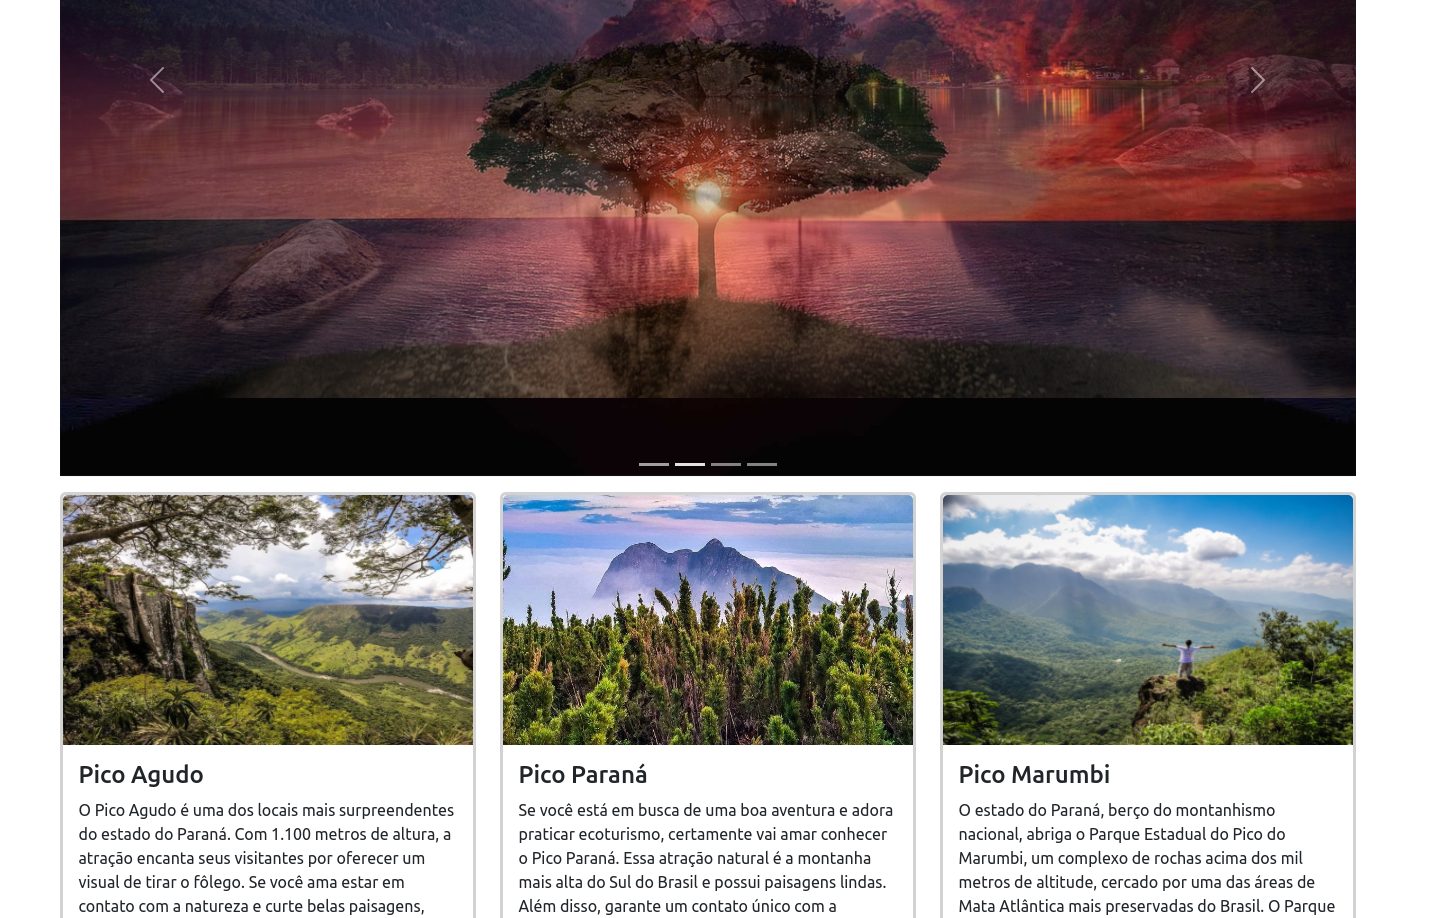 Pico Agudo
O Pico Agudo é uma dos locais mais surpreendentes
do estado do Paraná. Com 1.100 metros de altura, a
atração encanta seus visitantes por oferecer um
visual de tirar o fôlego. Se você ama estar em
contato com a natureza e curte belas paisagens,
Pico Paraná
Se você está em busca de uma boa aventura e adora
praticar ecoturismo, certamente vai amar conhecer
o Pico Paraná. Essa atração natural é a montanha
mais alta do Sul do Brasil e possui paisagens lindas.
Além disso, garante um contato único com a
Pico Marumbi
O estado do Paraná, berço do montanhismo
nacional, abriga o Parque Estadual do Pico do
Marumbi, um complexo de rochas acima dos mil
metros de altitude, cercado por uma das áreas de
Mata Atlântica mais preservadas do Brasil. O Parque